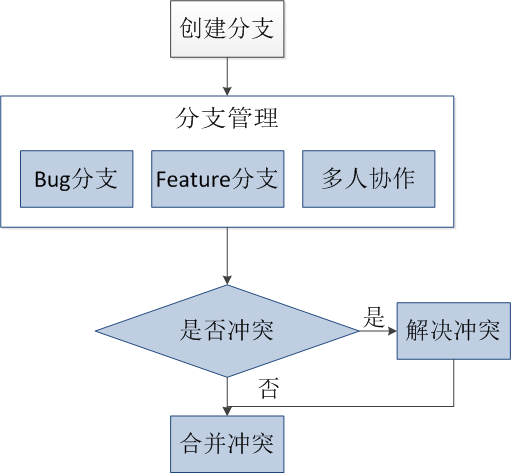 创建分支
分支管理
Bug分支
Feature分支
多人协作
是否冲突
是
解决冲突
否
合并冲突